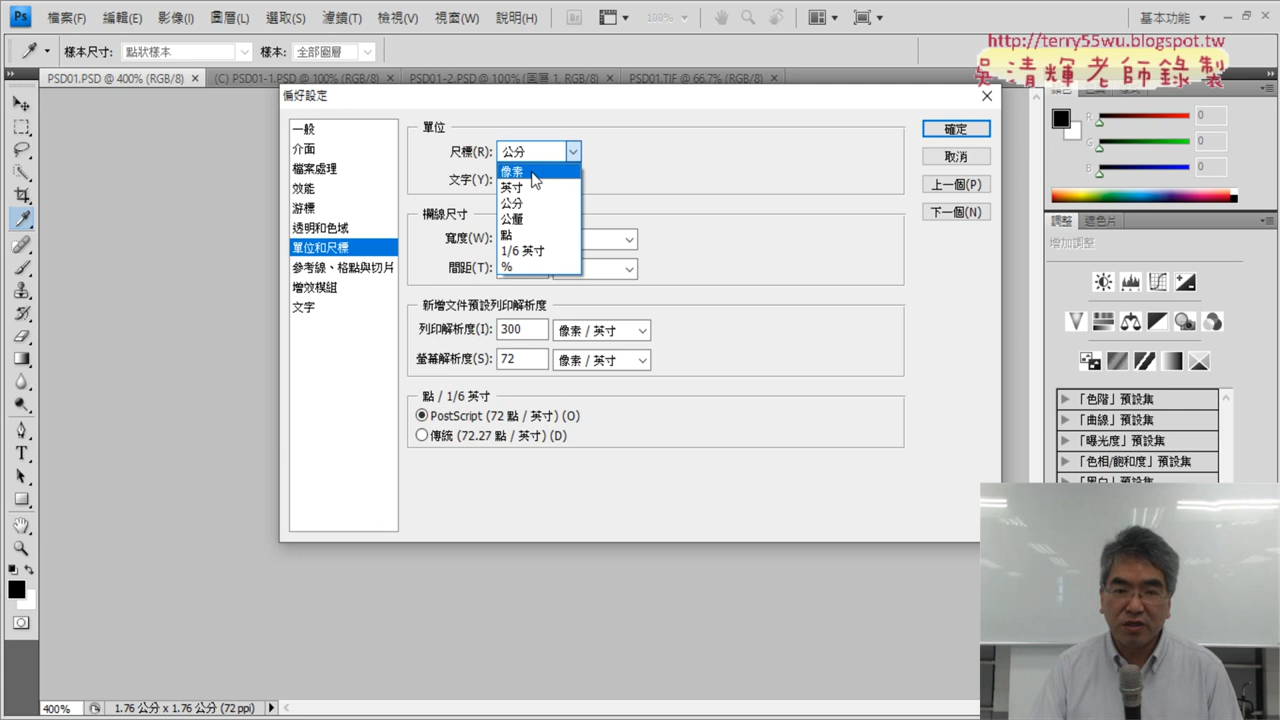 Ps 檔案(F) 編輯(E) 影像(I) 圖層(L) 選取(S) 濾鏡(T) 檢視(V) 視窗(W) 說明(H) Br 100% 基本功能
樣本尺寸: 點狀樣本 樣本: 全部圖層
http://terry55wu.blogspot.tw
吳清輝老師錄製
PSD01.PSD @ 400% (RGB/8) (C) PSD01-1.PSD @ 100% (RGB/8) PSD01-2.PSD @ 100% (圖層 1, RGB/8) PSD01.TIF @ 66.7% (RGB/8)
偏好設定
一般
介面
檔案處理
效能
游標
透明和色域
單位和尺標
參考線、格點與切片
增效模組
文字
單位
尺標(R): 公分
文字(Y):
像素
英寸
公分
公釐
點
1/6 英寸
%
欄線尺寸
寬度(W):
間距(T):
新增文件預設列印解析度
列印解析度(I): 300 像素 / 英寸
螢幕解析度(S): 72 像素 / 英寸
點 / 1/6 英寸
PostScript (72 點 / 英寸) (O)
傳統 (72.27 點 / 英寸) (D)
確定
取消
上一個(P)
下一個(N)
R: 0
G: 0
B: 0
調整 遮色片
增加調整
「色階」預設集
「曲線」預設集
「曝光度」預設集
「色相/飽和度」預設集
「黑白」預設集
400% 1.76 公分 x 1.76 公分 (72 ppi)